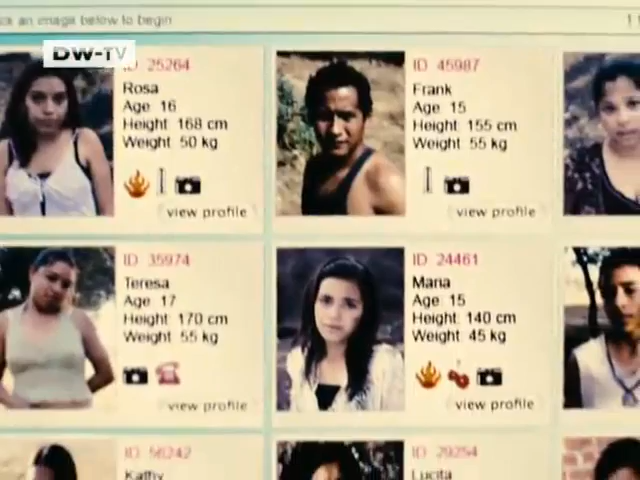 an image below to begin
DW-TV
ID 25264
Rosa
Age 16
Height 168 cm
Weight 50 kg
view profile
ID 45987
Frank
Age 15
Height 155 cm
Weight 55 kg
view profile
ID 35974
Teresa
Age 17
Height 170 cm
Weight 55 kg
view profile
ID 24461
Maria
Age 15
Height 140 cm
Weight 45 kg
view profile
ID 56242
Kathy
ID 29254
Lucita